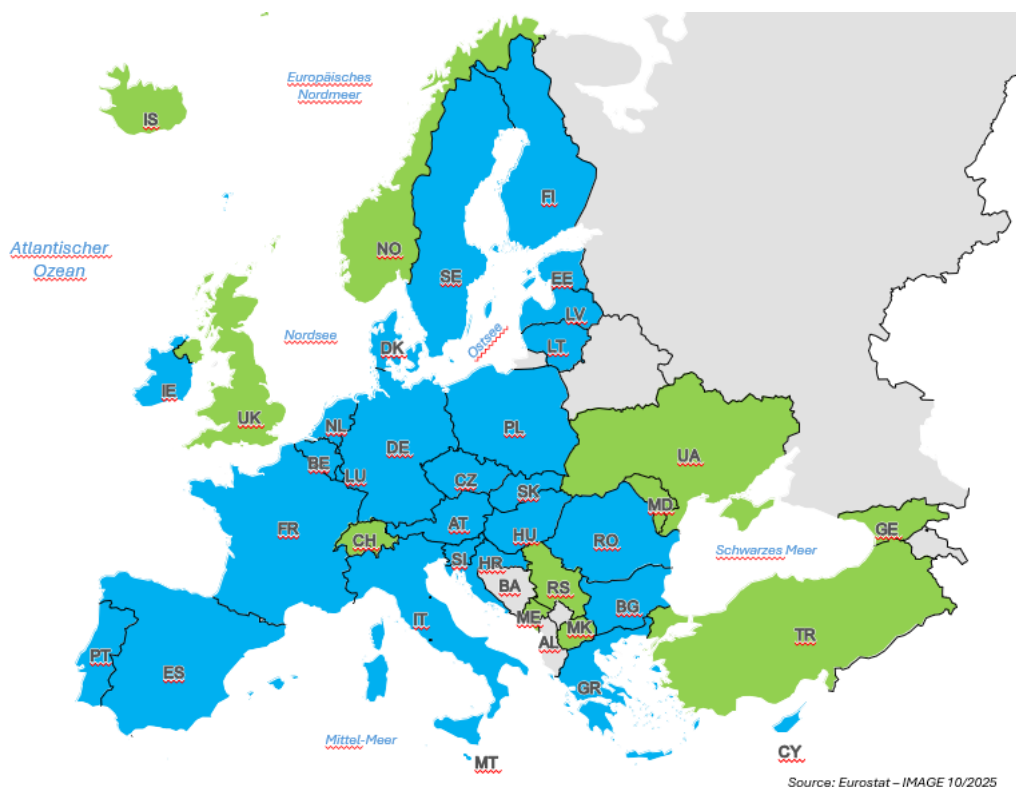 Europäisches
Nordmeer
IS
FI
NO
Atlantischer
Ozean
SE
EE
LV
Nordsee
Ostsee
DK
LT
IE
UK
NL
PL
DE
UA
BE
LU
CZ
SK
MD
FR
AT
GE
CH
HU
RO
Schwarzes Meer
SI
HR
BA
RS
BG
IT
ME
MK
TR
AL
PT
ES
GR
Mittel-Meer
MT
CY
Source: Eurostat – IMAGE 10/2025